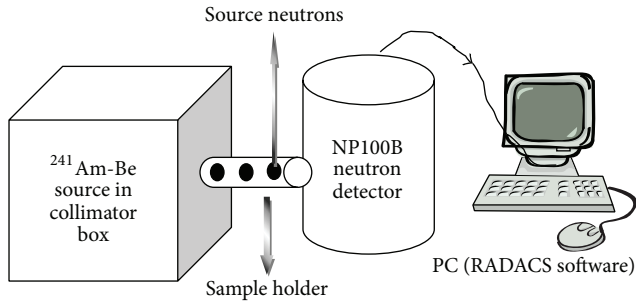 Source neutrons
²⁴¹Am-Be
source in
collimator
box
NP100B
neutron
detector
Sample holder
PC (RADACS software)